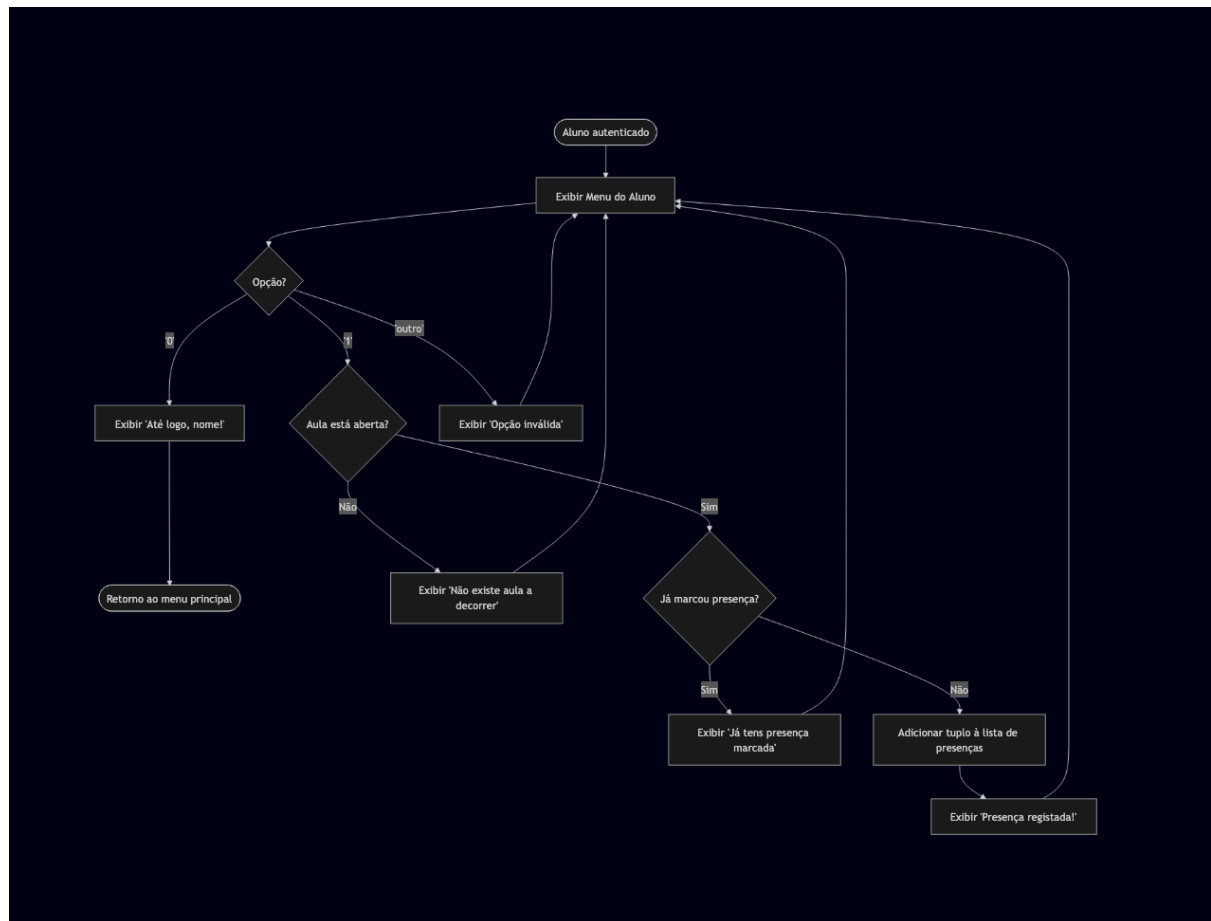 Aluno autenticado
Exibir Menu do Aluno
Opção?
'0'
'1'
'outro'
Exibir 'Até logo, nome!'
Aula está aberta?
Exibir 'Opção inválida'
Não
Sim
Retorno ao menu principal
Exibir 'Não existe aula a
decorrer'
Já marcou presença?
Sim
Não
Exibir 'Já tens presença
marcada'
Adicionar tuplo à lista de
presenças
Exibir 'Presença registada!'